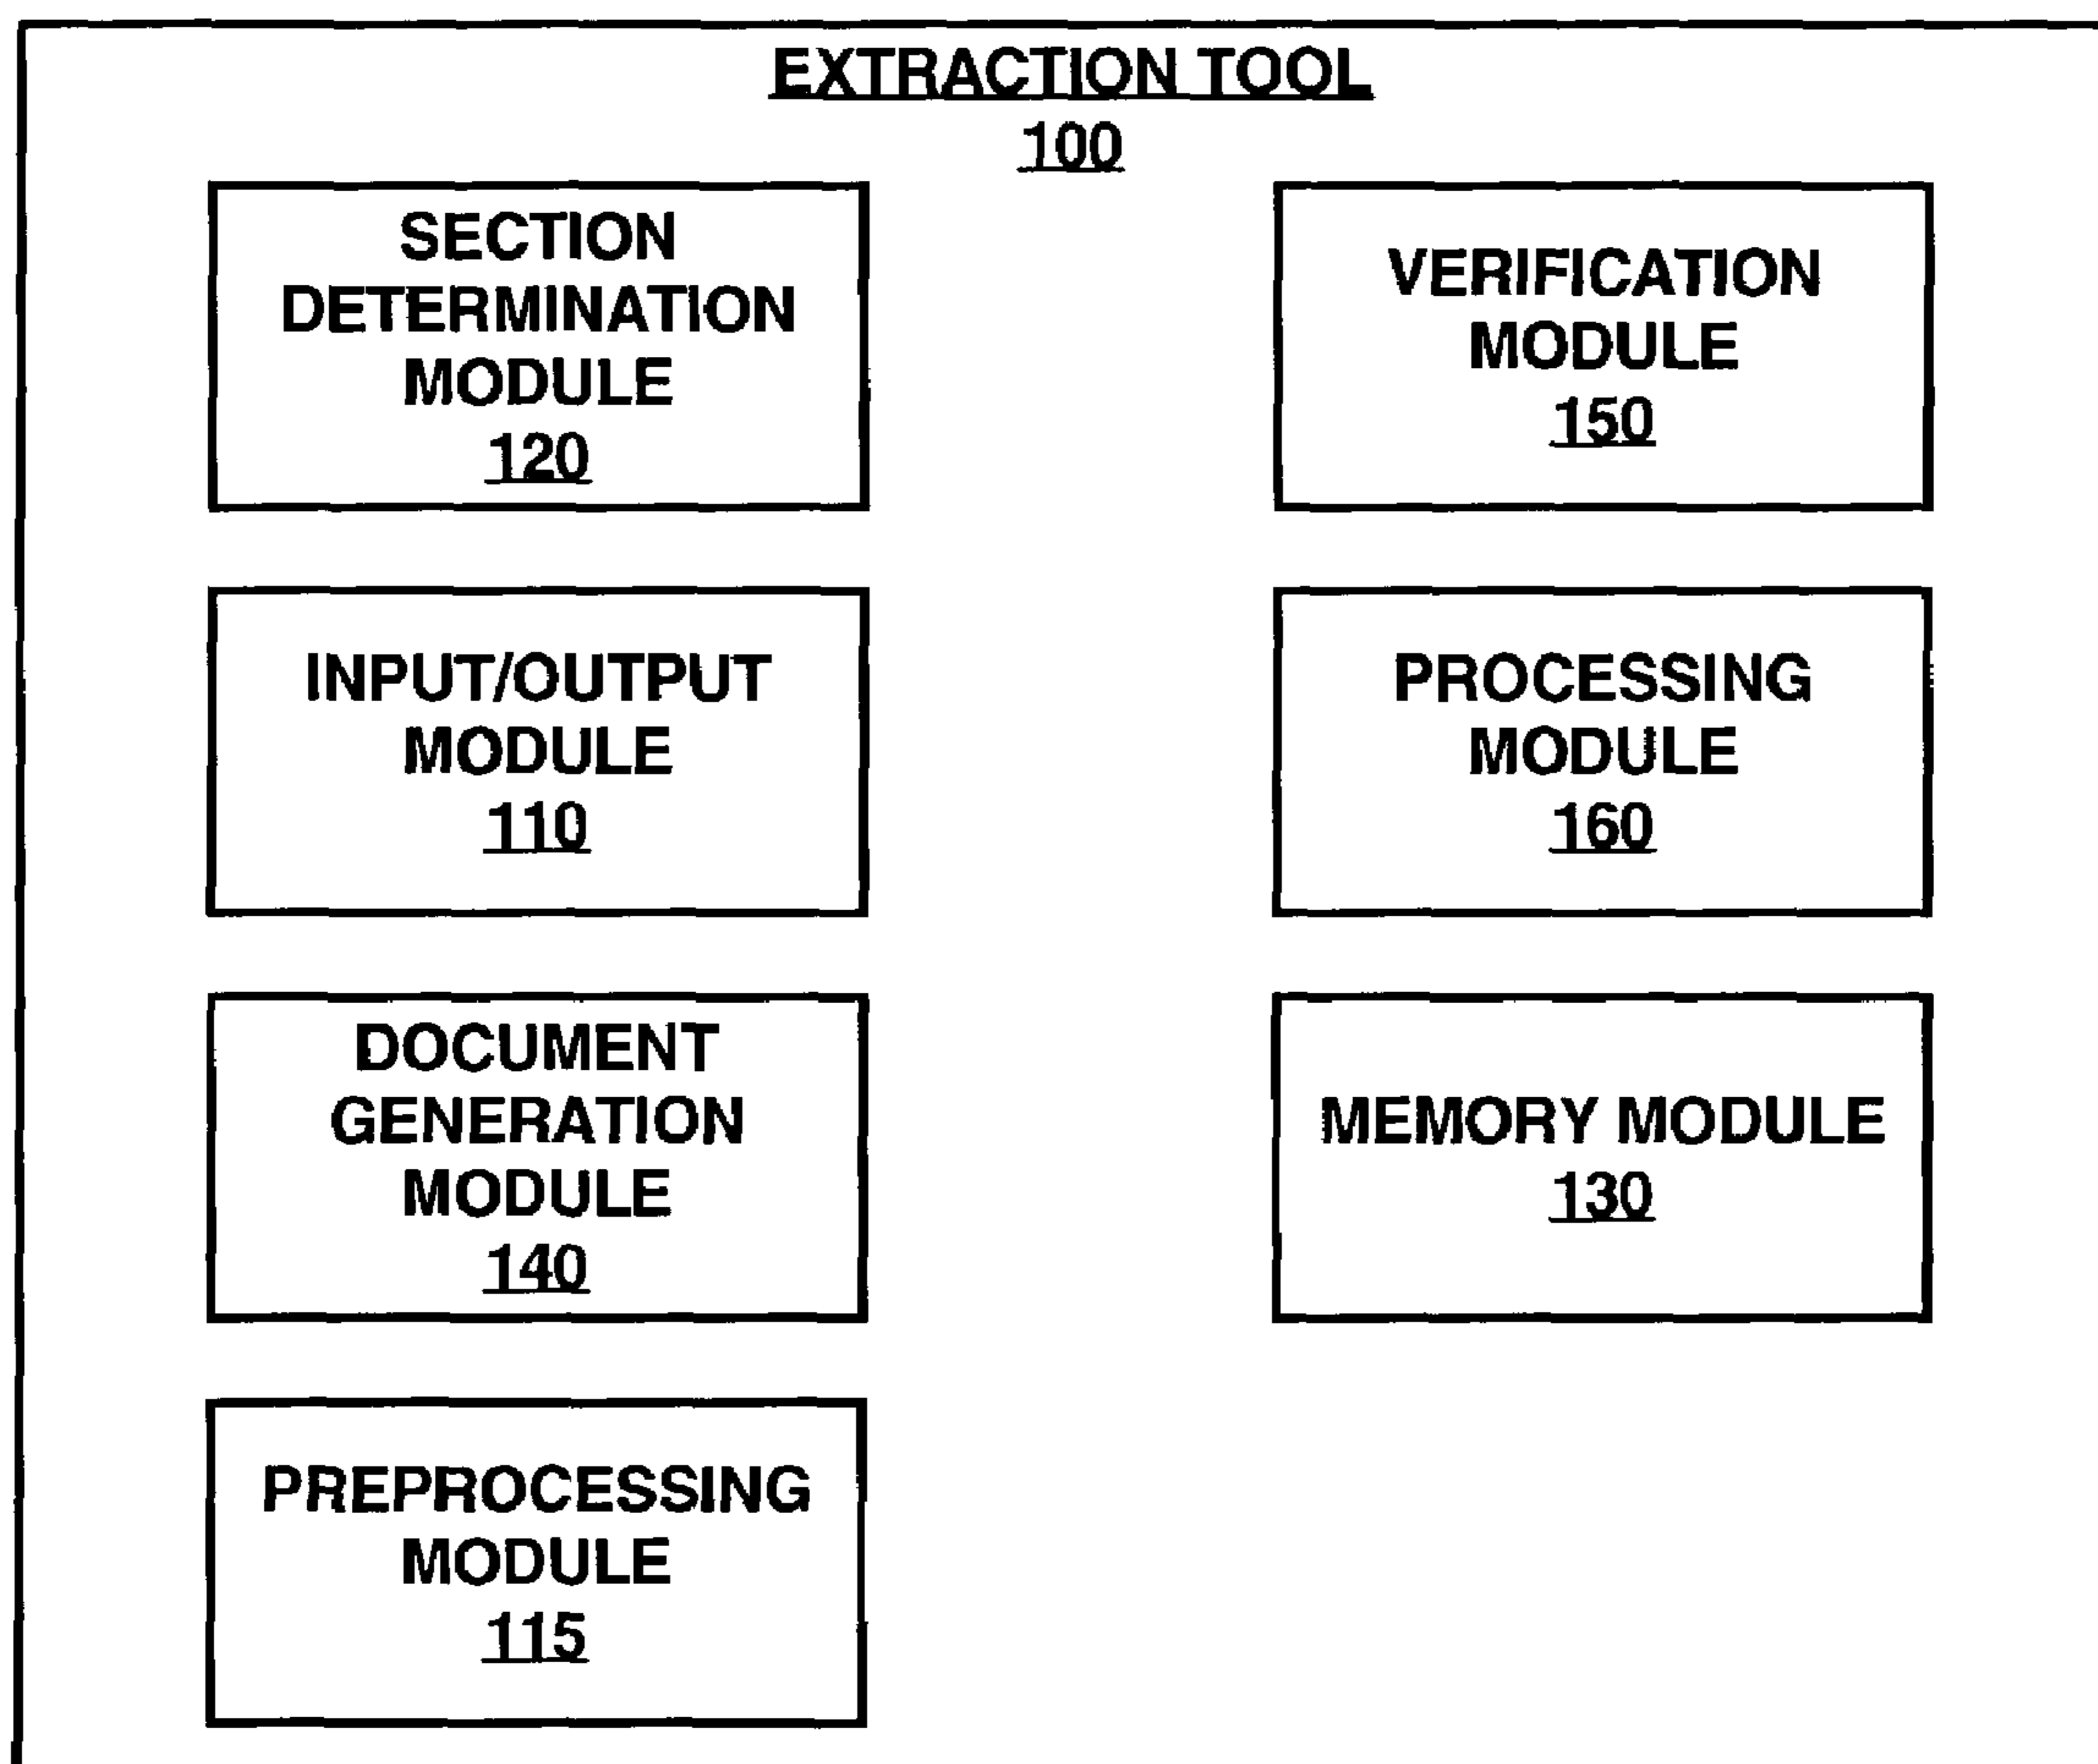 EXTRACTION TOOL
100
SECTION
DETERMINATION
MODULE
120
VERIFICATION
MODULE
150
INPUT/OUTPUT
MODULE
110
PROCESSING
MODULE
160
DOCUMENT
GENERATION
MODULE
140
MEMORY MODULE
130
PREPROCESSING
MODULE
115